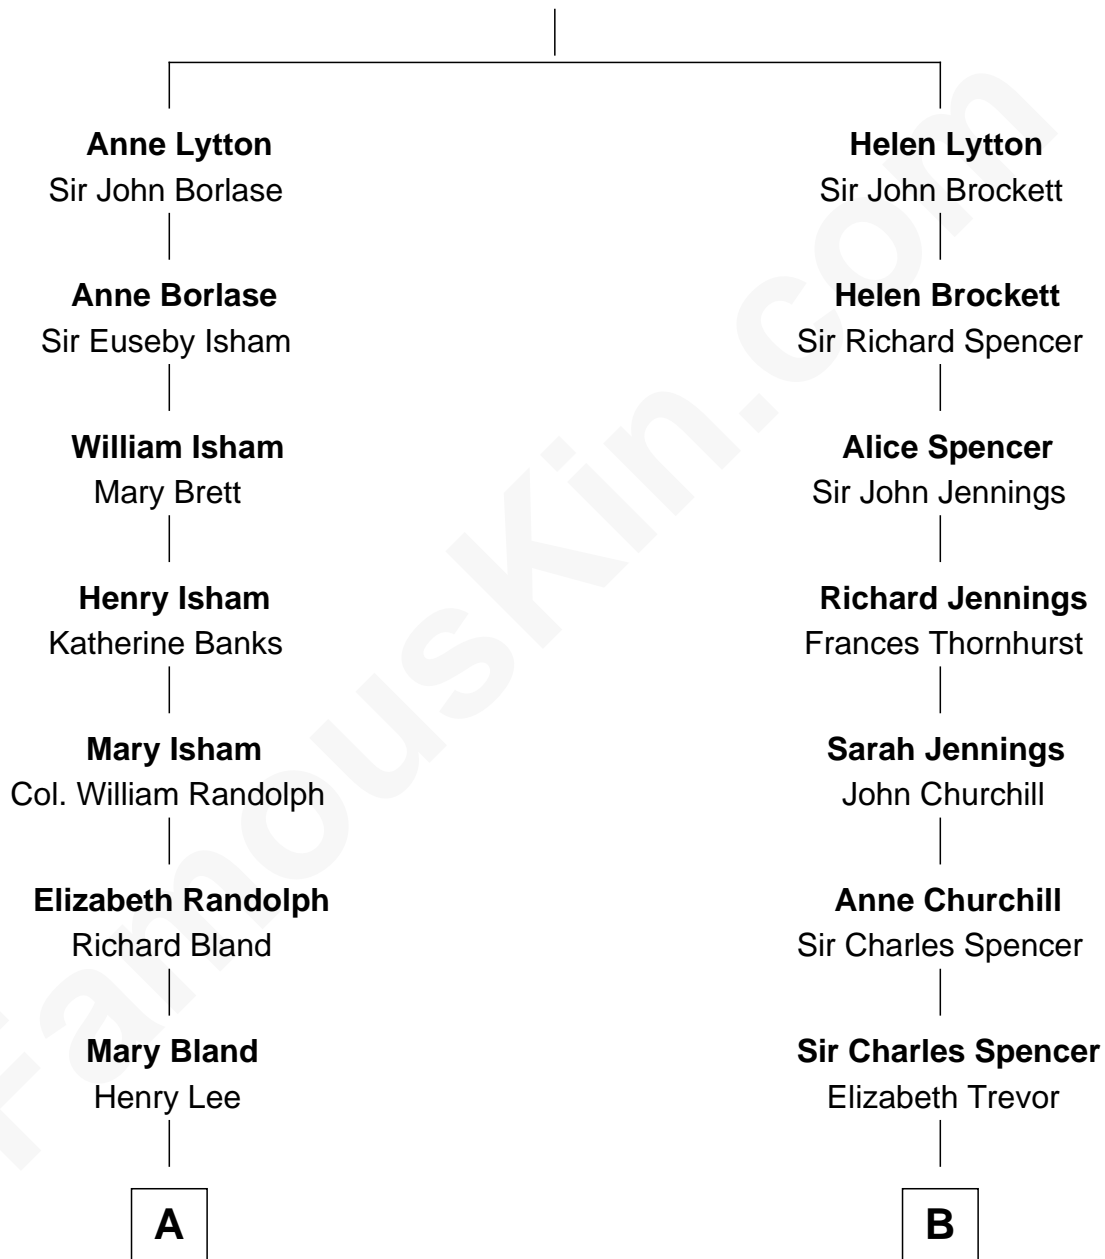 Anne Lytton
Sir John Borlase
Helen Lytton
Sir John Brockett
Anne Borlase
Sir Euseby Isham
Helen Brockett
Sir Richard Spencer
William Isham
Mary Brett
Alice Spencer
Sir John Jennings
Henry Isham
Katherine Banks
Richard Jennings
Frances Thornhurst
Mary Isham
Col. William Randolph
Sarah Jennings
John Churchill
Elizabeth Randolph
Richard Bland
Anne Churchill
Sir Charles Spencer
Mary Bland
Henry Lee
Sir Charles Spencer
Elizabeth Trevor
A
B
FamousKin.com